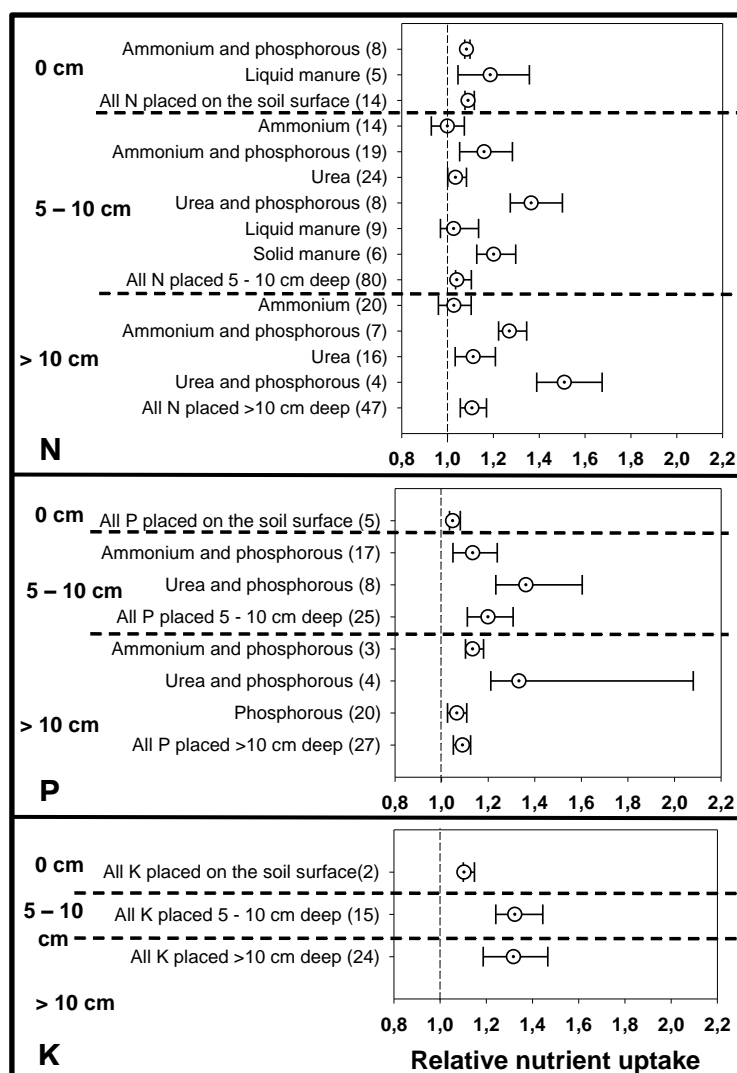 0 cm
Ammonium and phosphorous (8)
Liquid manure (5)
All N placed on the soil surface (14)
5 – 10 cm
Ammonium (14)
Ammonium and phosphorous (19)
Urea (24)
Urea and phosphorous (8)
Liquid manure (9)
Solid manure (6)
All N placed 5 - 10 cm deep (80)
> 10 cm
Ammonium (20)
Ammonium and phosphorous (7)
Urea (16)
Urea and phosphorous (4)
All N placed >10 cm deep (47)
N
0,8 1,0 1,2 1,4 1,6 1,8 2,0 2,2
0 cm
All P placed on the soil surface (5)
5 – 10 cm
Ammonium and phosphorous (17)
Urea and phosphorous (8)
All P placed 5 - 10 cm deep (25)
> 10 cm
Ammonium and phosphorous (3)
Urea and phosphorous (4)
Phosphorous (20)
All P placed >10 cm deep (27)
P
0,8 1,0 1,2 1,4 1,6 1,8 2,0 2,2
0 cm
All K placed on the soil surface(2)
5 – 10
cm
All K placed 5 - 10 cm deep (15)
All K placed >10 cm deep (24)
> 10 cm
0,8 1,0 1,2 1,4 1,6 1,8 2,0 2,2
K
Relative nutrient uptake